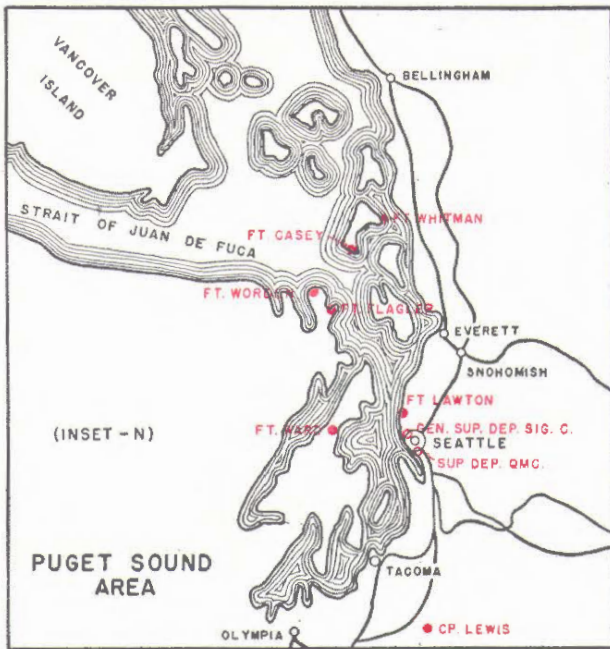 VANCOVER
ISLAND
BELLINGHAM
STRAIT OF JUAN DE FUCA
FT. CASEY
FT. WHITMAN
FT. WORDEN
FT. FLAGLER
EVERETT
SNOHOMISH
FT LAWTON
(INSET-N)
FT. WARD
GEN. SUP. DEP. SIG. C.
SEATTLE
SUP DEP. QMC.
PUGET SOUND
AREA
TACOMA
OLYMPIA
CP. LEWIS